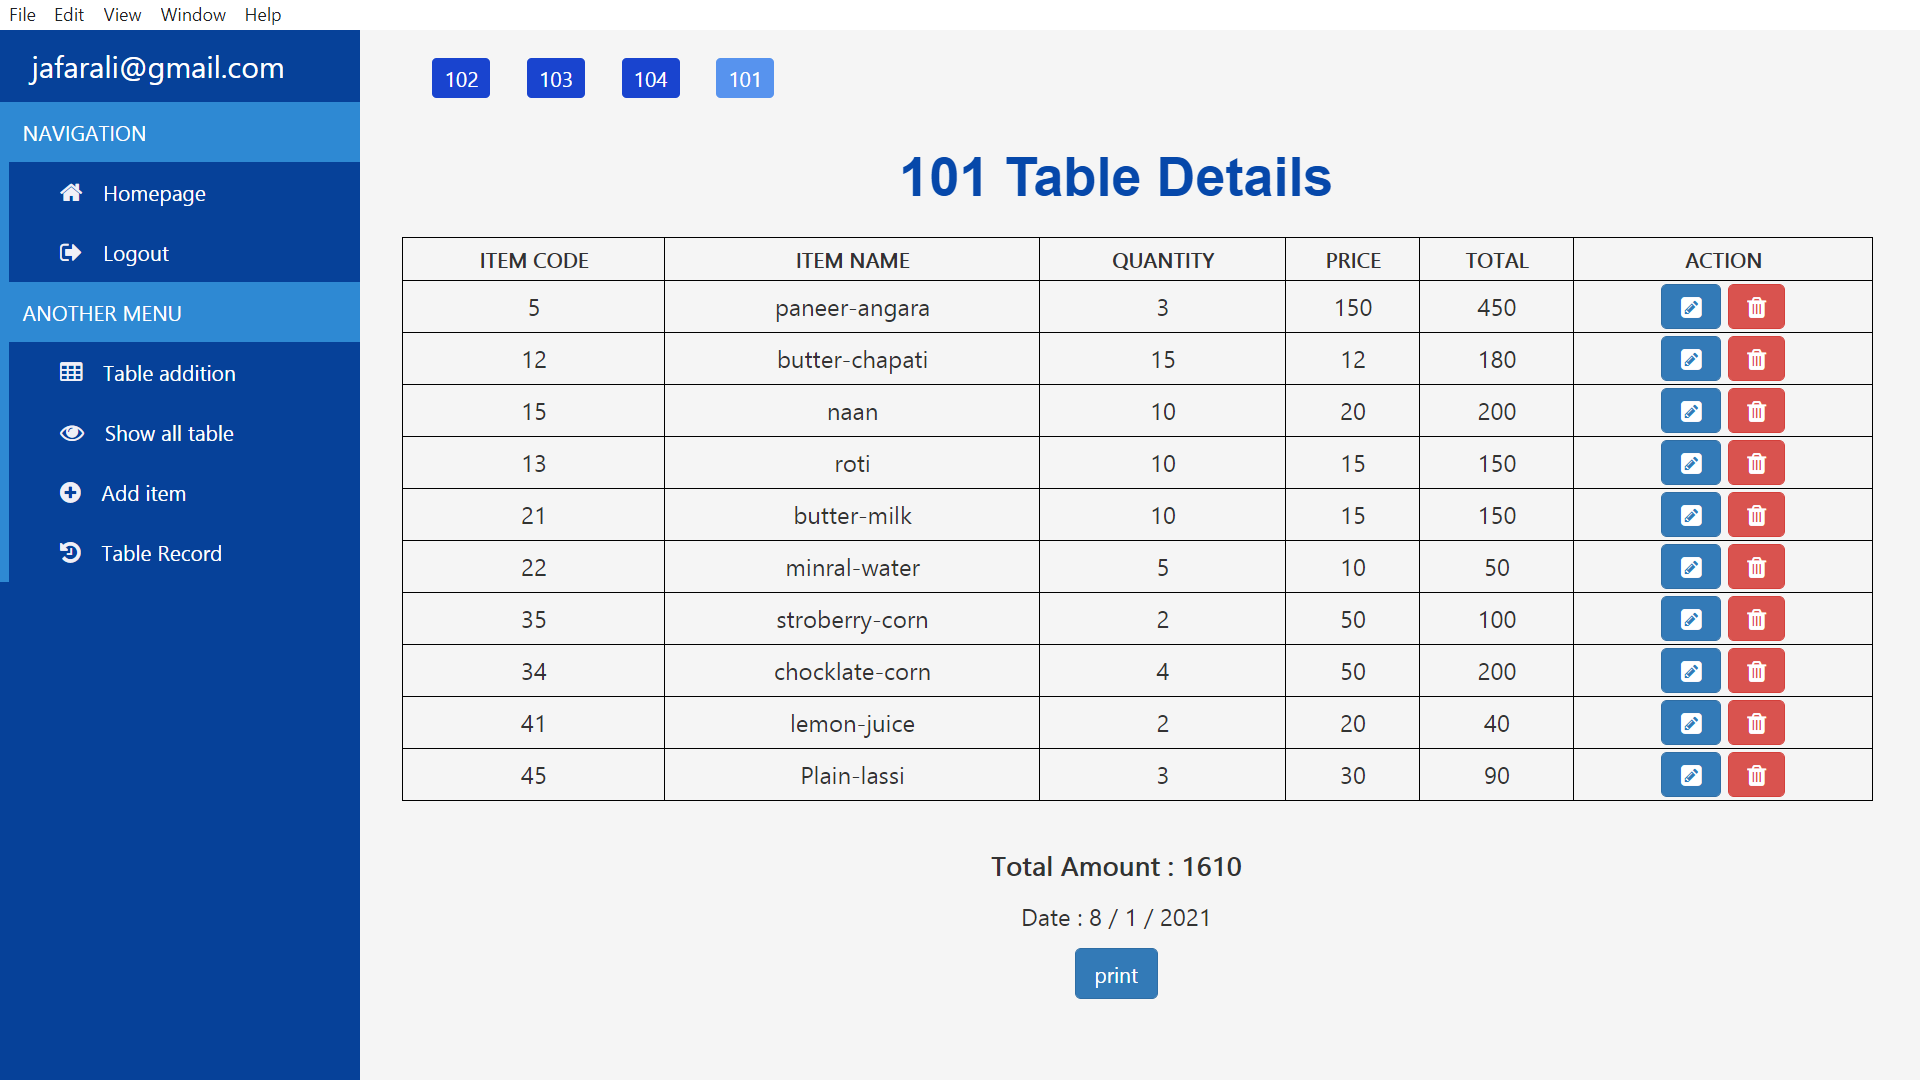 File Edit View Window Help
jafarali@gmail.com
NAVIGATION
Homepage
Logout
ANOTHER MENU
Table addition
Show all table
Add item
Table Record
102 103 104 101
101 Table Details
ITEM CODE ITEM NAME QUANTITY PRICE TOTAL ACTION
5 paneer-angara 3 150 450
12 butter-chapati 15 12 180
15 naan 10 20 200
13 roti 10 15 150
21 butter-milk 10 15 150
22 minral-water 5 10 50
35 stroberry-corn 2 50 100
34 chocklate-corn 4 50 200
41 lemon-juice 2 20 40
45 Plain-lassi 3 30 90
Total Amount : 1610
Date : 8 / 1 / 2021
print